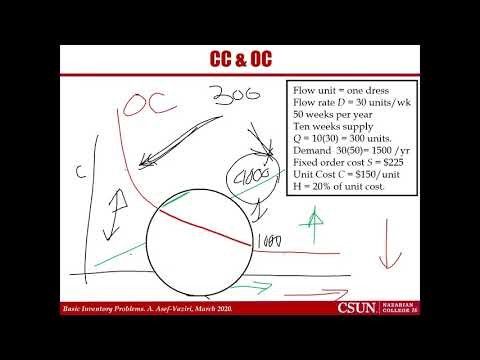 CC & OC
OC
300
Flow unit = one dress
Flow rate D = 30 units/wk
50 weeks per year
Ten weeks supply
Q = 10(30) = 300 units.
Demand 30(50)= 1500 /yr
Fixed order cost S = $225
Unit Cost C = $150/unit
H = 20% of unit cost.
C
1000
Basic Inventory Problems. A. Asef-Vaziri, March 2020.
CSUN
NAZARIAN
COLLEGE